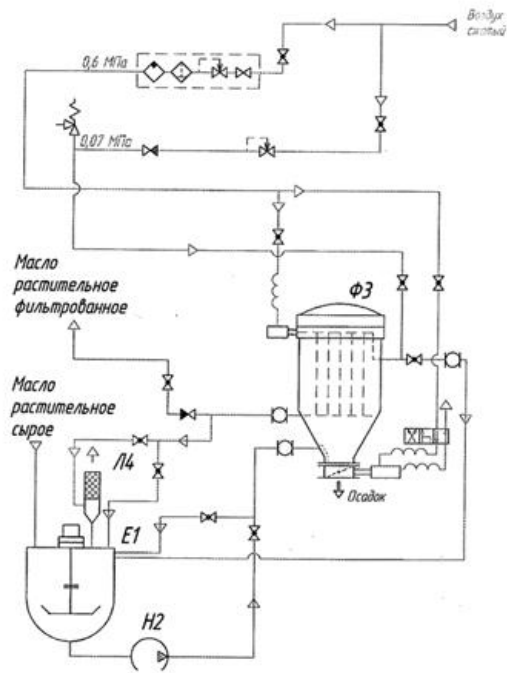 Воздух
сжатый
0,6 МПа
0,07 МПа
Масло
растительное
фильтрованное
Ф3
Масло
растительное
сырое
Л4
Осадок
Е1
Н2